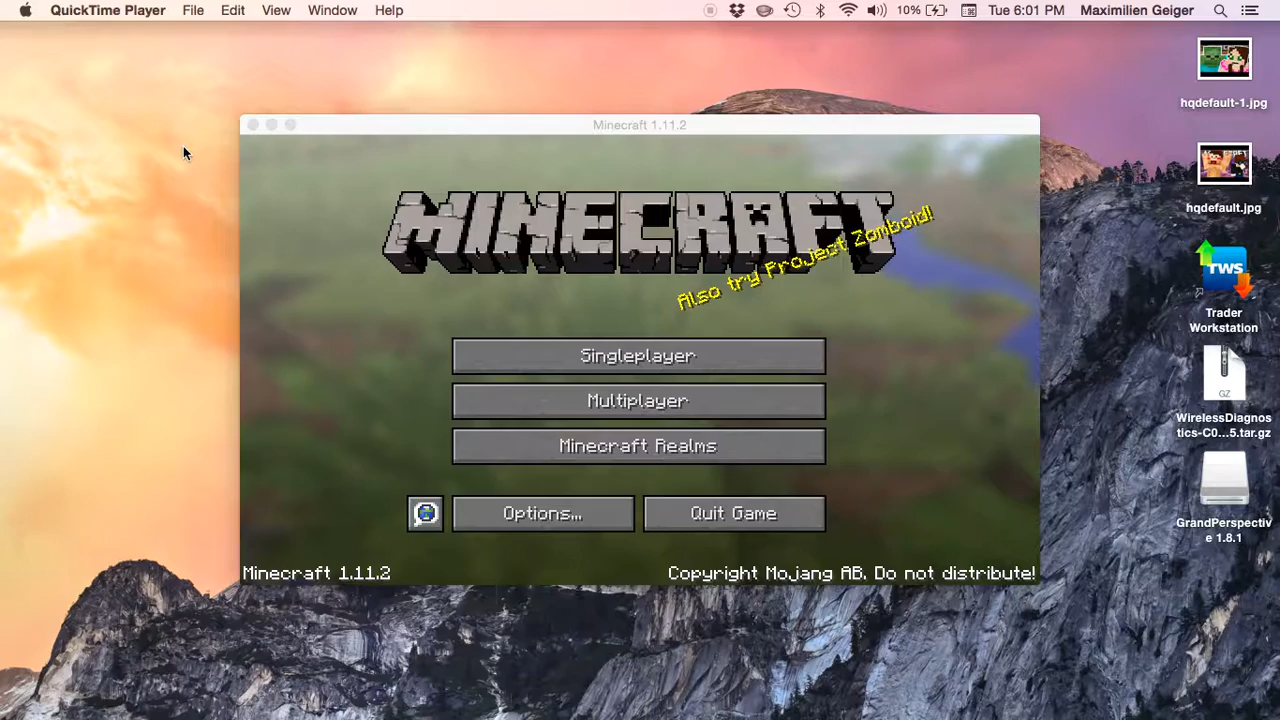 QuickTime Player File Edit View Window Help 10% Tue 6:01 PM Maximilien Geiger
Minecraft 1.11.2
MINECRAFT
Also try Project Zomboid!
Singleplayer
Multiplayer
Minecraft Realms
Options...
Quit Game
Minecraft 1.11.2
Copyright Mojang AB. Do not distribute!
hqdefault-1.jpg
hqdefault.jpg
TWS
Trader
Workstation
GZ
WirelessDiagnos
tics-C0...5.tar.gz
GrandPerspectiv
e 1.8.1